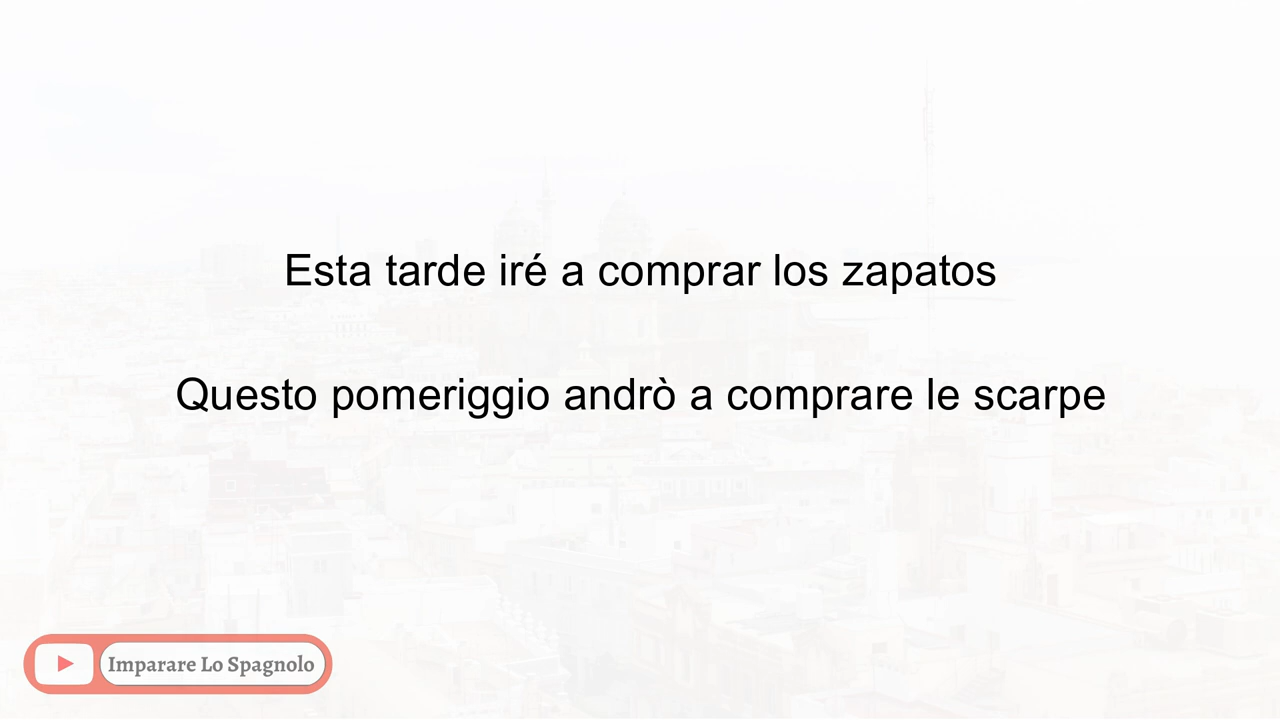 Esta tarde iré a comprar los zapatos
Questo pomeriggio andrò a comprare le scarpe
Imparare Lo Spagnolo